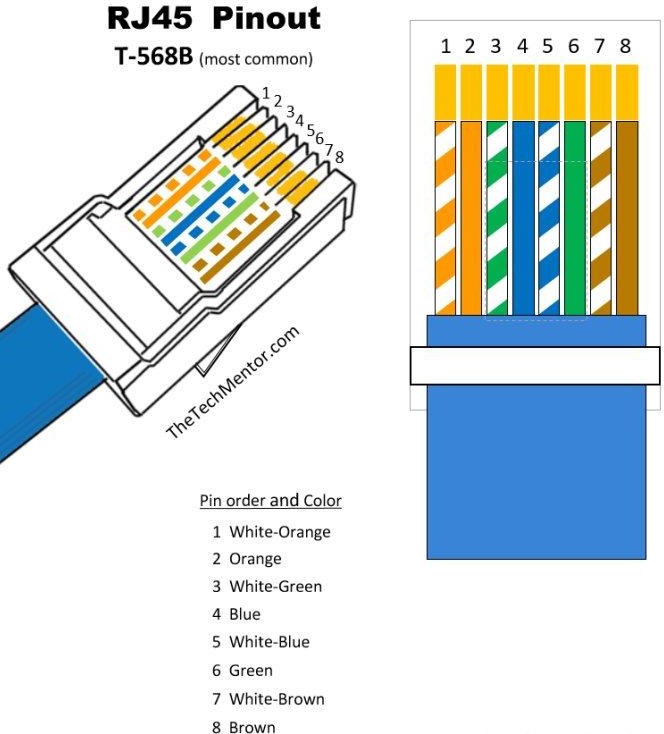 RJ45 Pinout
T-568B (most common)
1 2 3 4 5 6 7 8
1 2 3 4 5 6 7 8
TheTechMentor.com
Pin order and Color
1 White-Orange
2 Orange
3 White-Green
4 Blue
5 White-Blue
6 Green
7 White-Brown
8 Brown